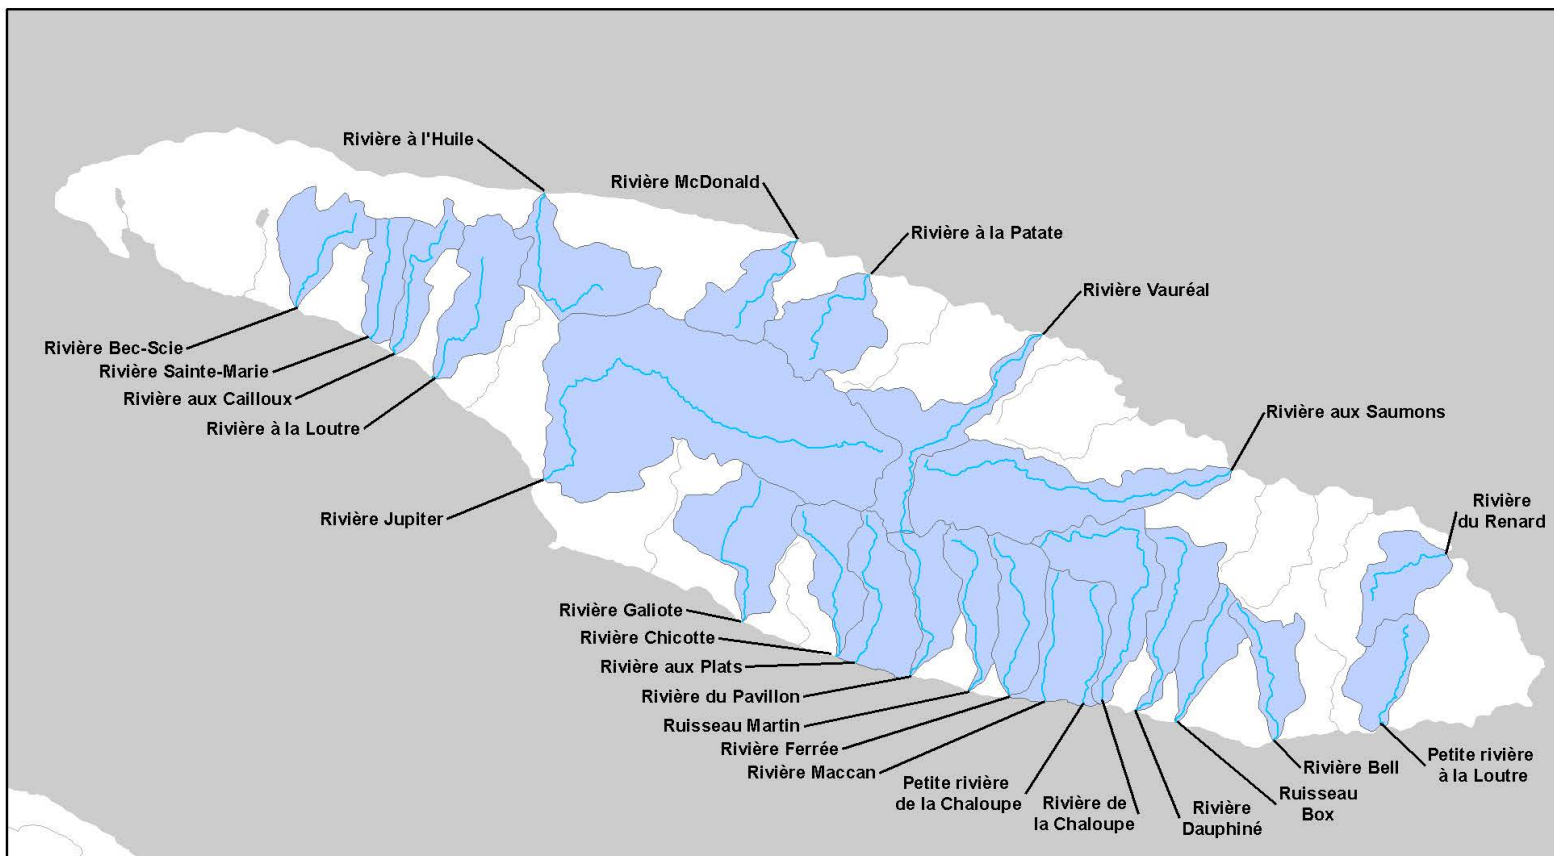 Rivière à l'Huile
Rivière McDonald
Rivière à la Patate
Rivière Vauréal
Rivière Bec-Scie
Rivière Sainte-Marie
Rivière aux Cailloux
Rivière à la Loutre
Rivière aux Saumons
Rivière Jupiter
Rivière
du Renard
Rivière Galiote
Rivière Chicotte
Rivière aux Plats
Rivière du Pavillon
Ruisseau Martin
Rivière Ferrée
Rivière Maccan
Petite rivière
de la Chaloupe
Rivière de
la Chaloupe
Rivière
Dauphiné
Ruisseau
Box
Rivière Bell
Petite rivière
à la Loutre